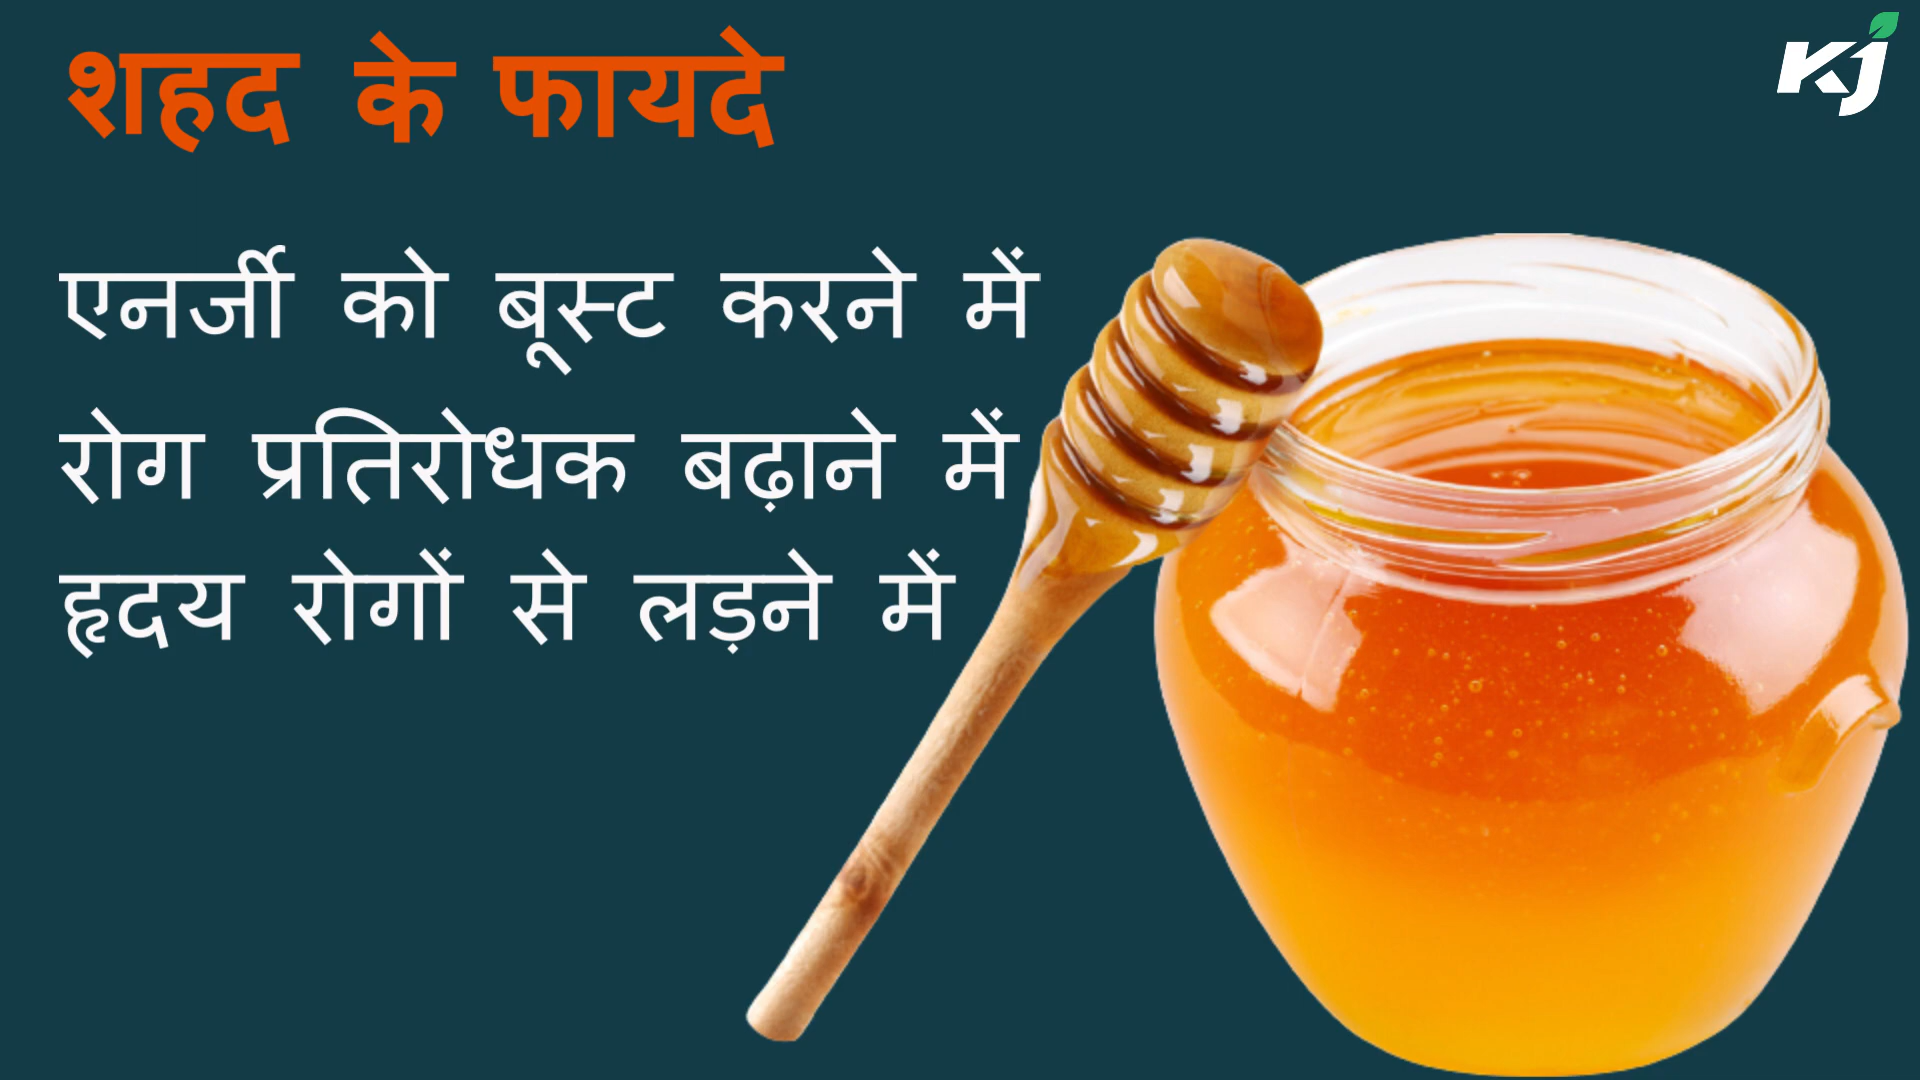 शहद के फायदे
KJ
एनर्जी को बूस्ट करने में
रोग प्रतिरोधक बढ़ाने में
हृदय रोगों से लड़ने में